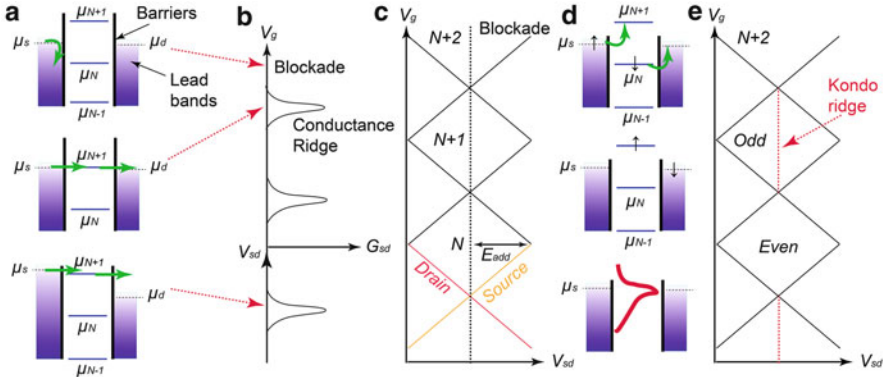 a
μN+1
Barriers
μs
μd
μN
Lead bands
μN-1
μN+1
μs
μd
μN
μN+1
μs
μd
μN
μN-1
b
Vg
Blockade
Conductance Ridge
Vsd
Gsd
c
Vg
N+2
Blockade
N+1
N
Eadd
Drain
Source
Vsd
d
μN+1
μs
μd
μN
μN-1
μs
μd
μN
μN-1
μs
e
Vg
N+2
Kondo ridge
Odd
Even
Vsd